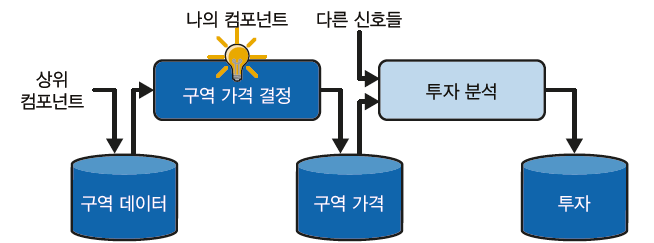 나의 컴포넌트
다른 신호들
상위
컴포넌트
구역 가격 결정
투자 분석
구역 데이터
구역 가격
투자